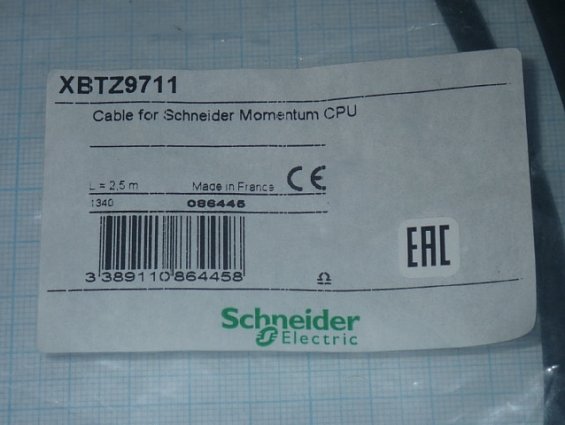 XBTZ9711
Cable for Schneider Momentum CPU
L = 2,5 m Made in France CE
1340 086445
EAC
3 389110 864458 Ω
Schneider
Electric